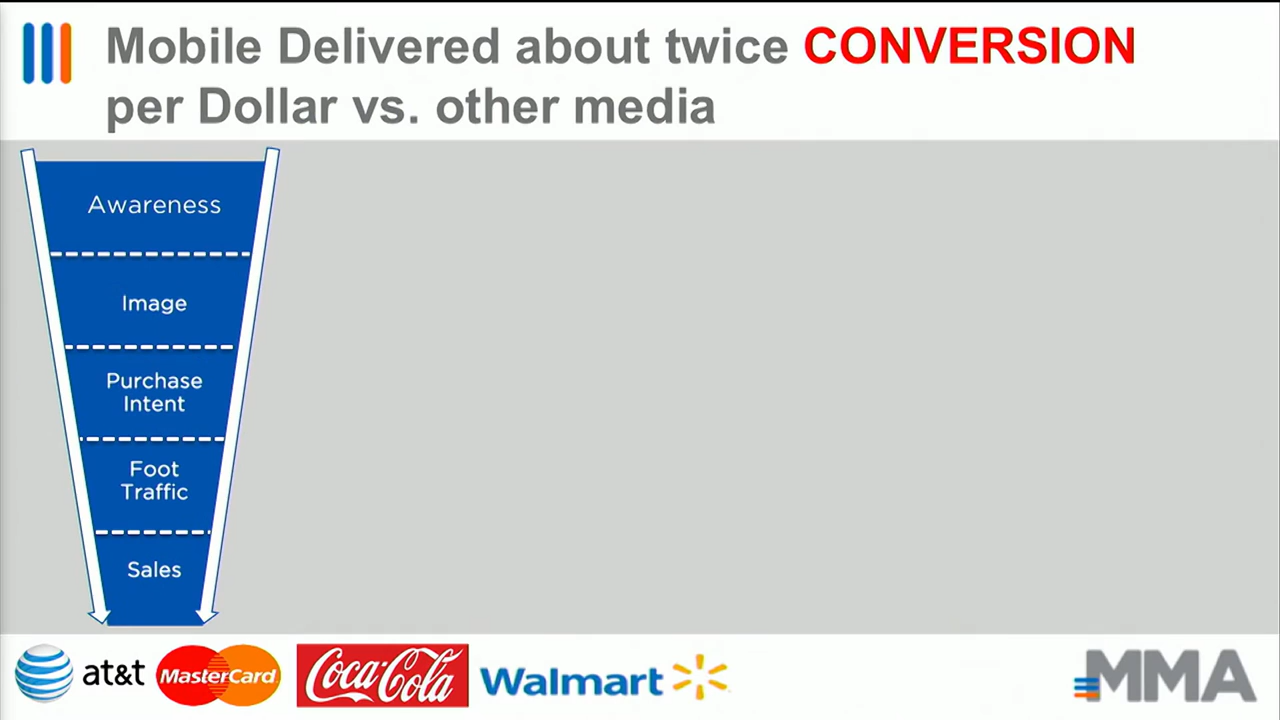 Mobile Delivered about twice CONVERSION
per Dollar vs. other media
Awareness
Image
Purchase
Intent
Foot
Traffic
Sales
at&t
MasterCard
Coca-Cola
Walmart
MMA